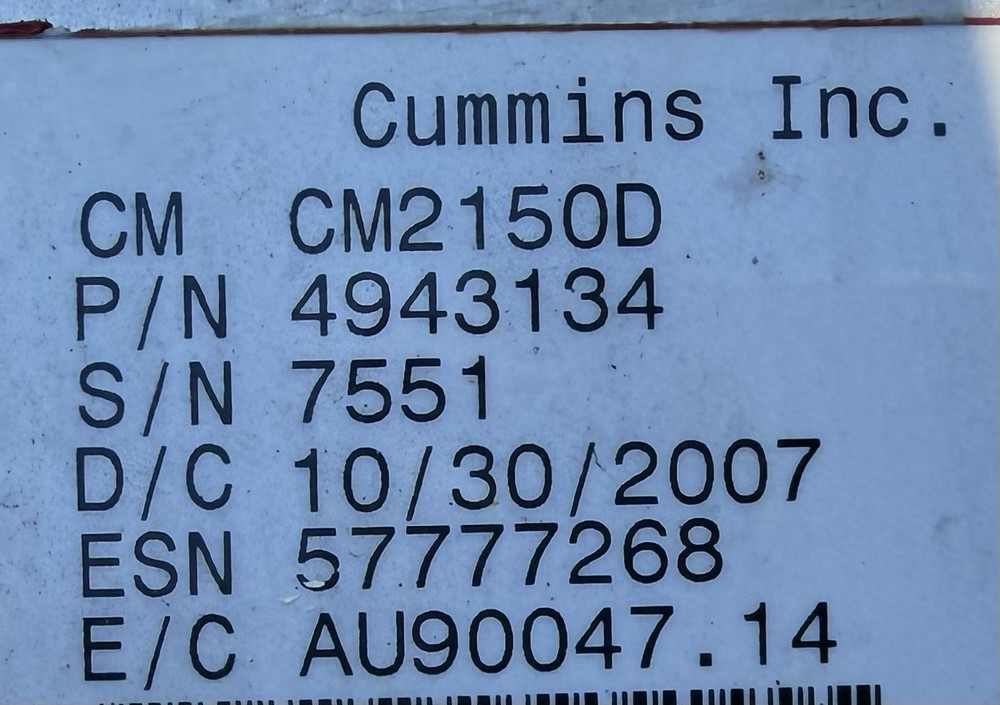 Cummins Inc.
CM CM2150D
P/N 4943134
S/N 7551
D/C 10/30/2007
ESN 57777268
E/C AU90047.14